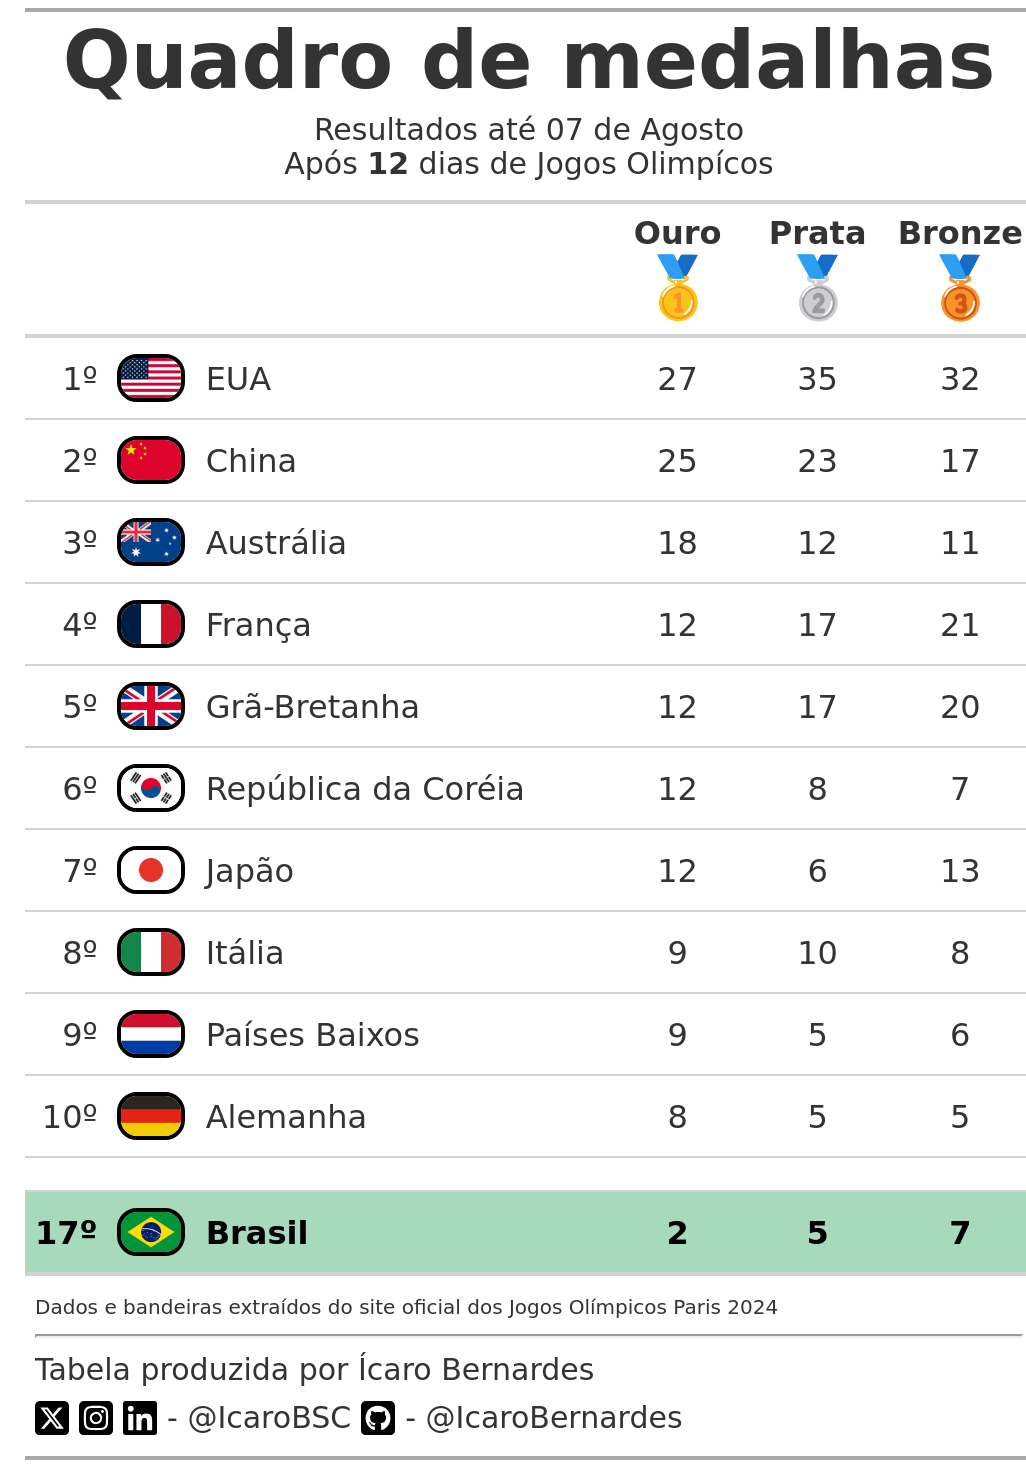 Quadro de medalhas
Resultados até 07 de Agosto
Após 12 dias de Jogos Olimpícos
Ouro Prata Bronze
1 2 3
1º EUA 27 35 32
2º China 25 23 17
3º Austrália 18 12 11
4º França 12 17 21
5º Grã-Bretanha 12 17 20
6º República da Coréia 12 8 7
7º Japão 12 6 13
8º Itália 9 10 8
9º Países Baixos 9 5 6
10º Alemanha 8 5 5
17º Brasil 2 5 7
Dados e bandeiras extraídos do site oficial dos Jogos Olímpicos Paris 2024
Tabela produzida por Ícaro Bernardes
X in - @IcaroBSC - @IcaroBernardes